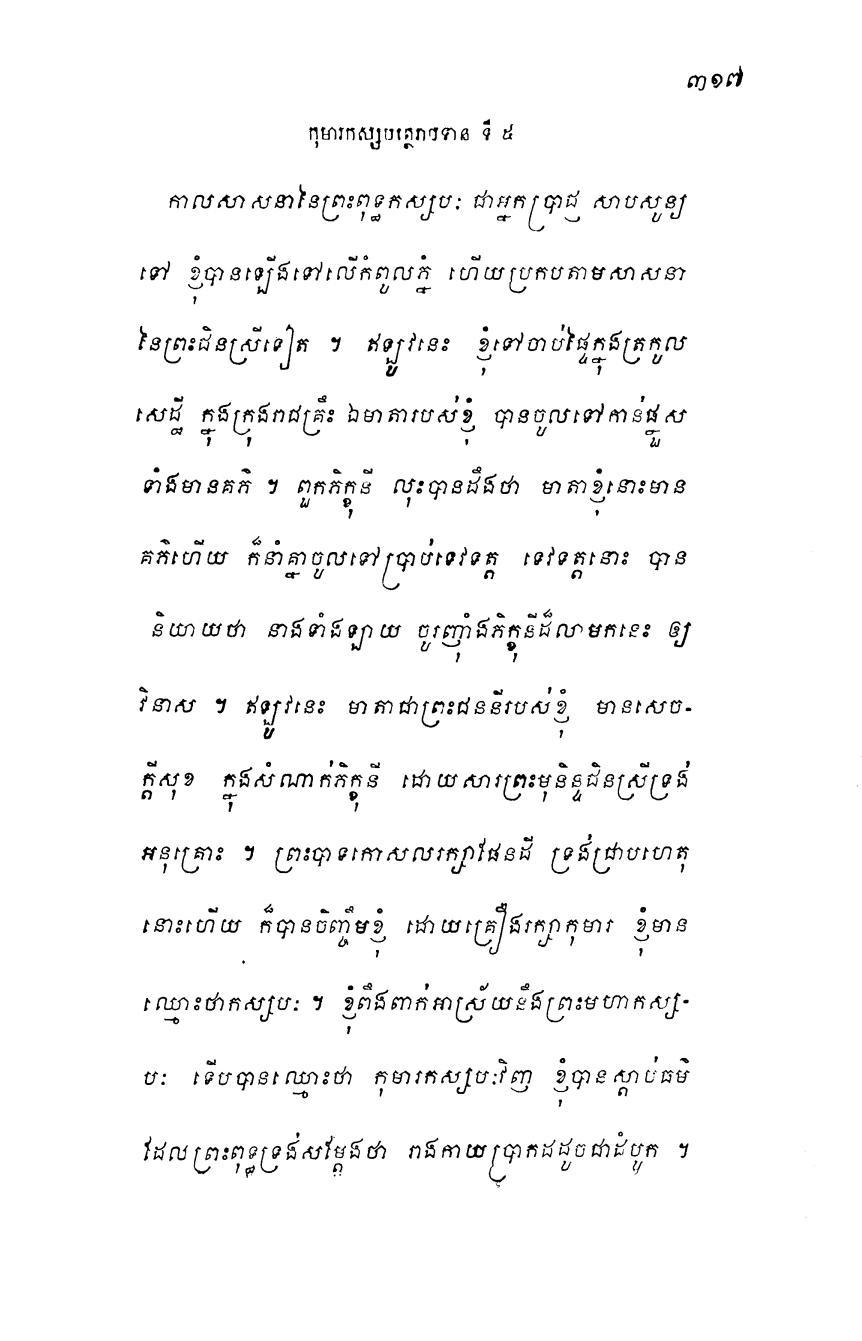 ៣១៧
កុមារកស្សបត្ថេរាបទាន ទី ៥
កាលសាសនានៃព្រះពុទ្ធកស្សបៈ ជាអ្នកប្រាជ្ញ សាបសូន្យ
ទៅ ខ្ញុំបានឡើងទៅលើកំពូលភ្នំ ហើយប្រកបតាមសាសនា
នៃព្រះជិនស្រីទៀត ។ ឥឡូវនេះ ខ្ញុំទៅចាប់ផ្ទៃក្នុងត្រកូល
សេដ្ឋី ក្នុងក្រុងរាជគ្រឹះ ឯមាតារបស់ខ្ញុំ បានចូលទៅកាន់ផ្នួស
ទាំងមានគភ៌ ។ ពួកភិក្ខុនី លុះបានដឹងថា មាតាខ្ញុំនោះមាន
គភ៌ហើយ ក៏នាំគ្នាចូលទៅប្រាប់ទេវទត្ត ទេវទត្តនោះ បាន
និយាយថា នាងទាំងឡាយ ចូរញ៉ាំងភិក្ខុនីដ៏លាមកនេះ ឲ្យ
វិនាស ។ ឥឡូវនេះ មាតាជាព្រះជននីរបស់ខ្ញុំ មានសេច-
ក្តីសុខ ក្នុងសំណាក់ភិក្ខុនី ដោយសារព្រះមុនិន្ទជិនស្រីទ្រង់
អនុគ្រោះ ។ ព្រះបាទកោសលរក្សាផែនដី ទ្រង់ជ្រាបហេតុ
នោះហើយ ក៏បានចិញ្ចឹមខ្ញុំ ដោយគ្រឿងរក្សាកុមារ ខ្ញុំមាន
ឈ្មោះថាកស្សបៈ ។ ខ្ញុំពឹងពាក់អាស្រ័យនឹងព្រះមហាកស្ស-
បៈ ទើបបានឈ្មោះថា កុមារកស្សបៈវិញ ខ្ញុំបានស្តាប់ធម៌
ដែលព្រះពុទ្ធទ្រង់សម្តែងថា រាងកាយប្រាកដដូចជាដំបូក ។